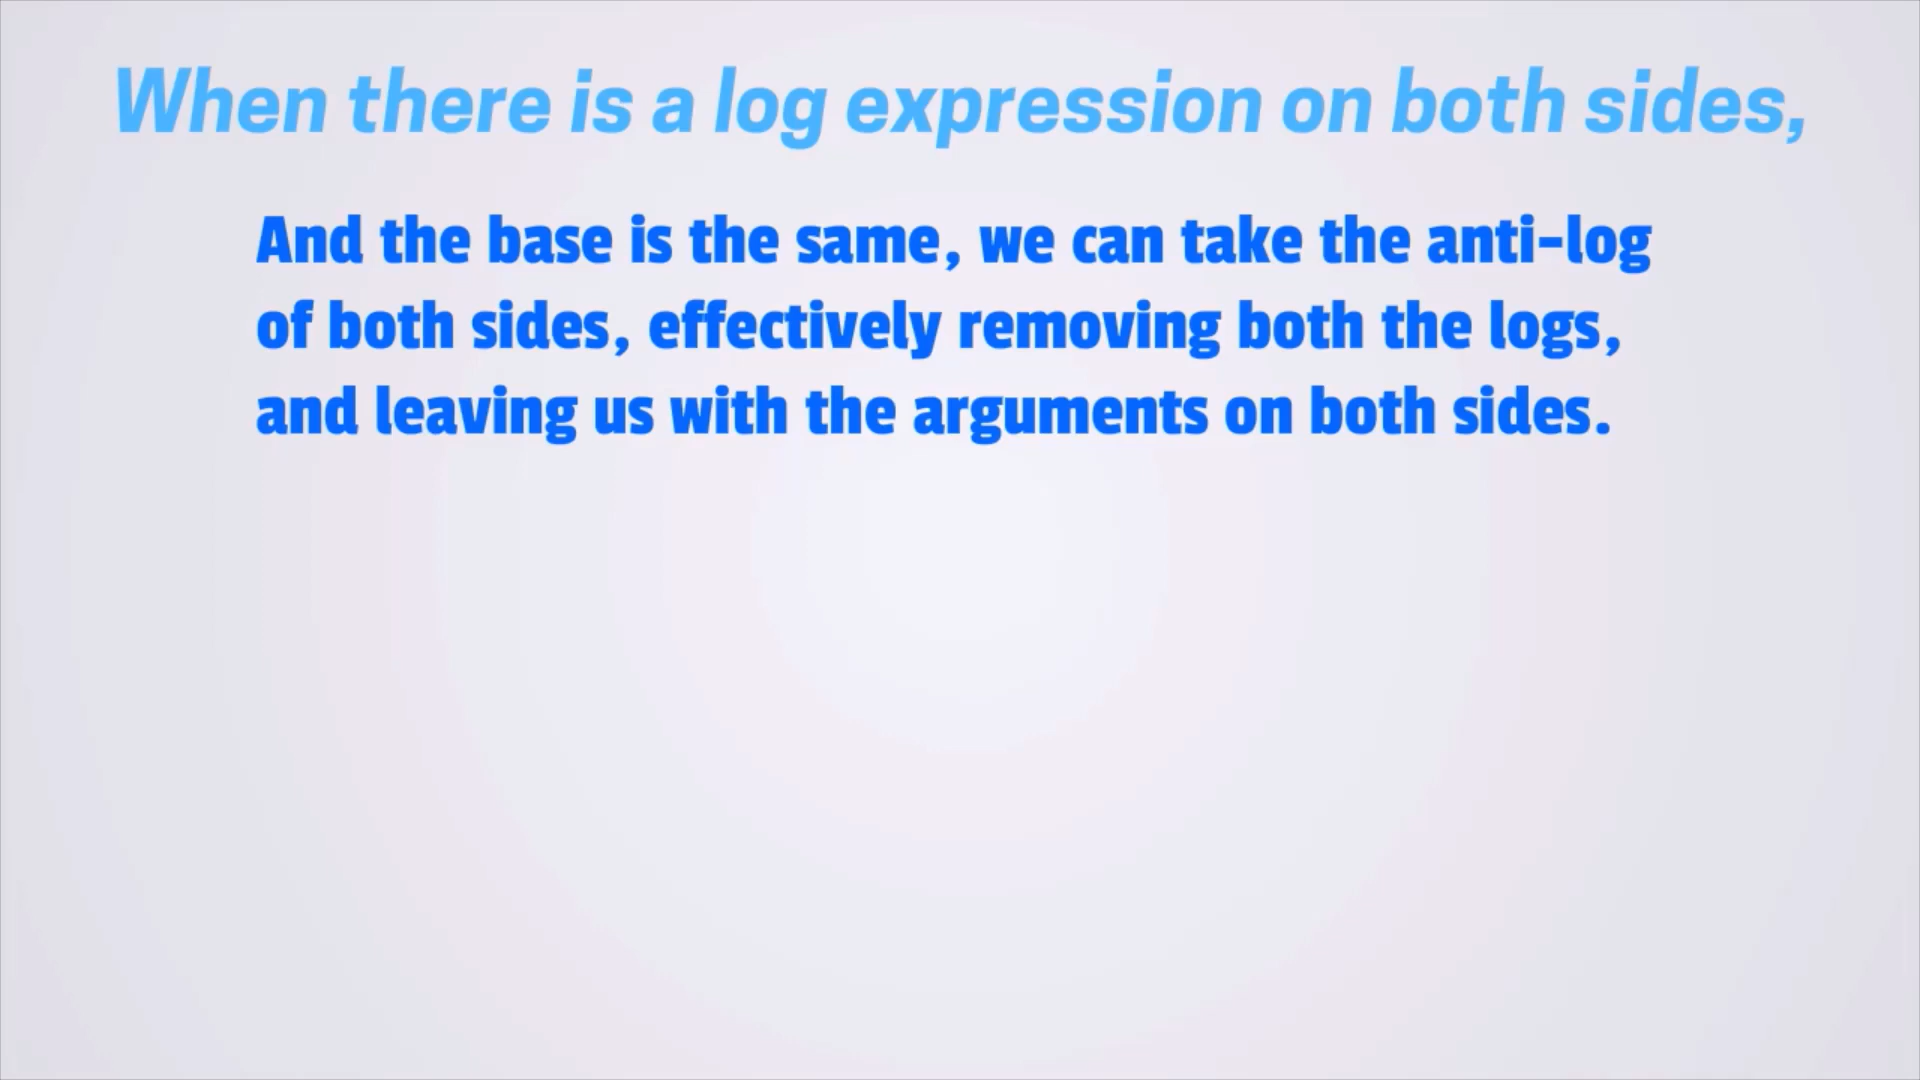 When there is a log expression on both sides,
And the base is the same, we can take the anti-log
of both sides, effectively removing both the logs,
and leaving us with the arguments on both sides.